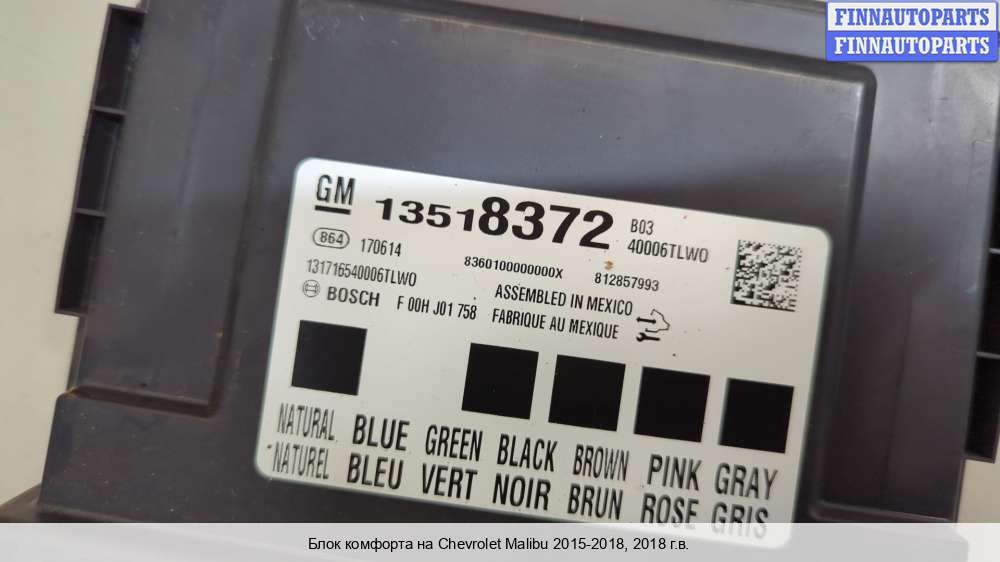 FINNAUTOPARTS
FINNAUTOPARTS
GM 13518372 B03
40006TLW0
864 170614
8360100000000X 812857993
131716540006TLW0
ASSEMBLED IN MEXICO
BOSCH F 00H J01 758 FABRIQUE AU MEXIQUE
NATURAL BLUE GREEN BLACK BROWN PINK GRAY
NATUREL BLEU VERT NOIR BRUN ROSE GRIS
Блок комфорта на Chevrolet Malibu 2015-2018, 2018 г.в.